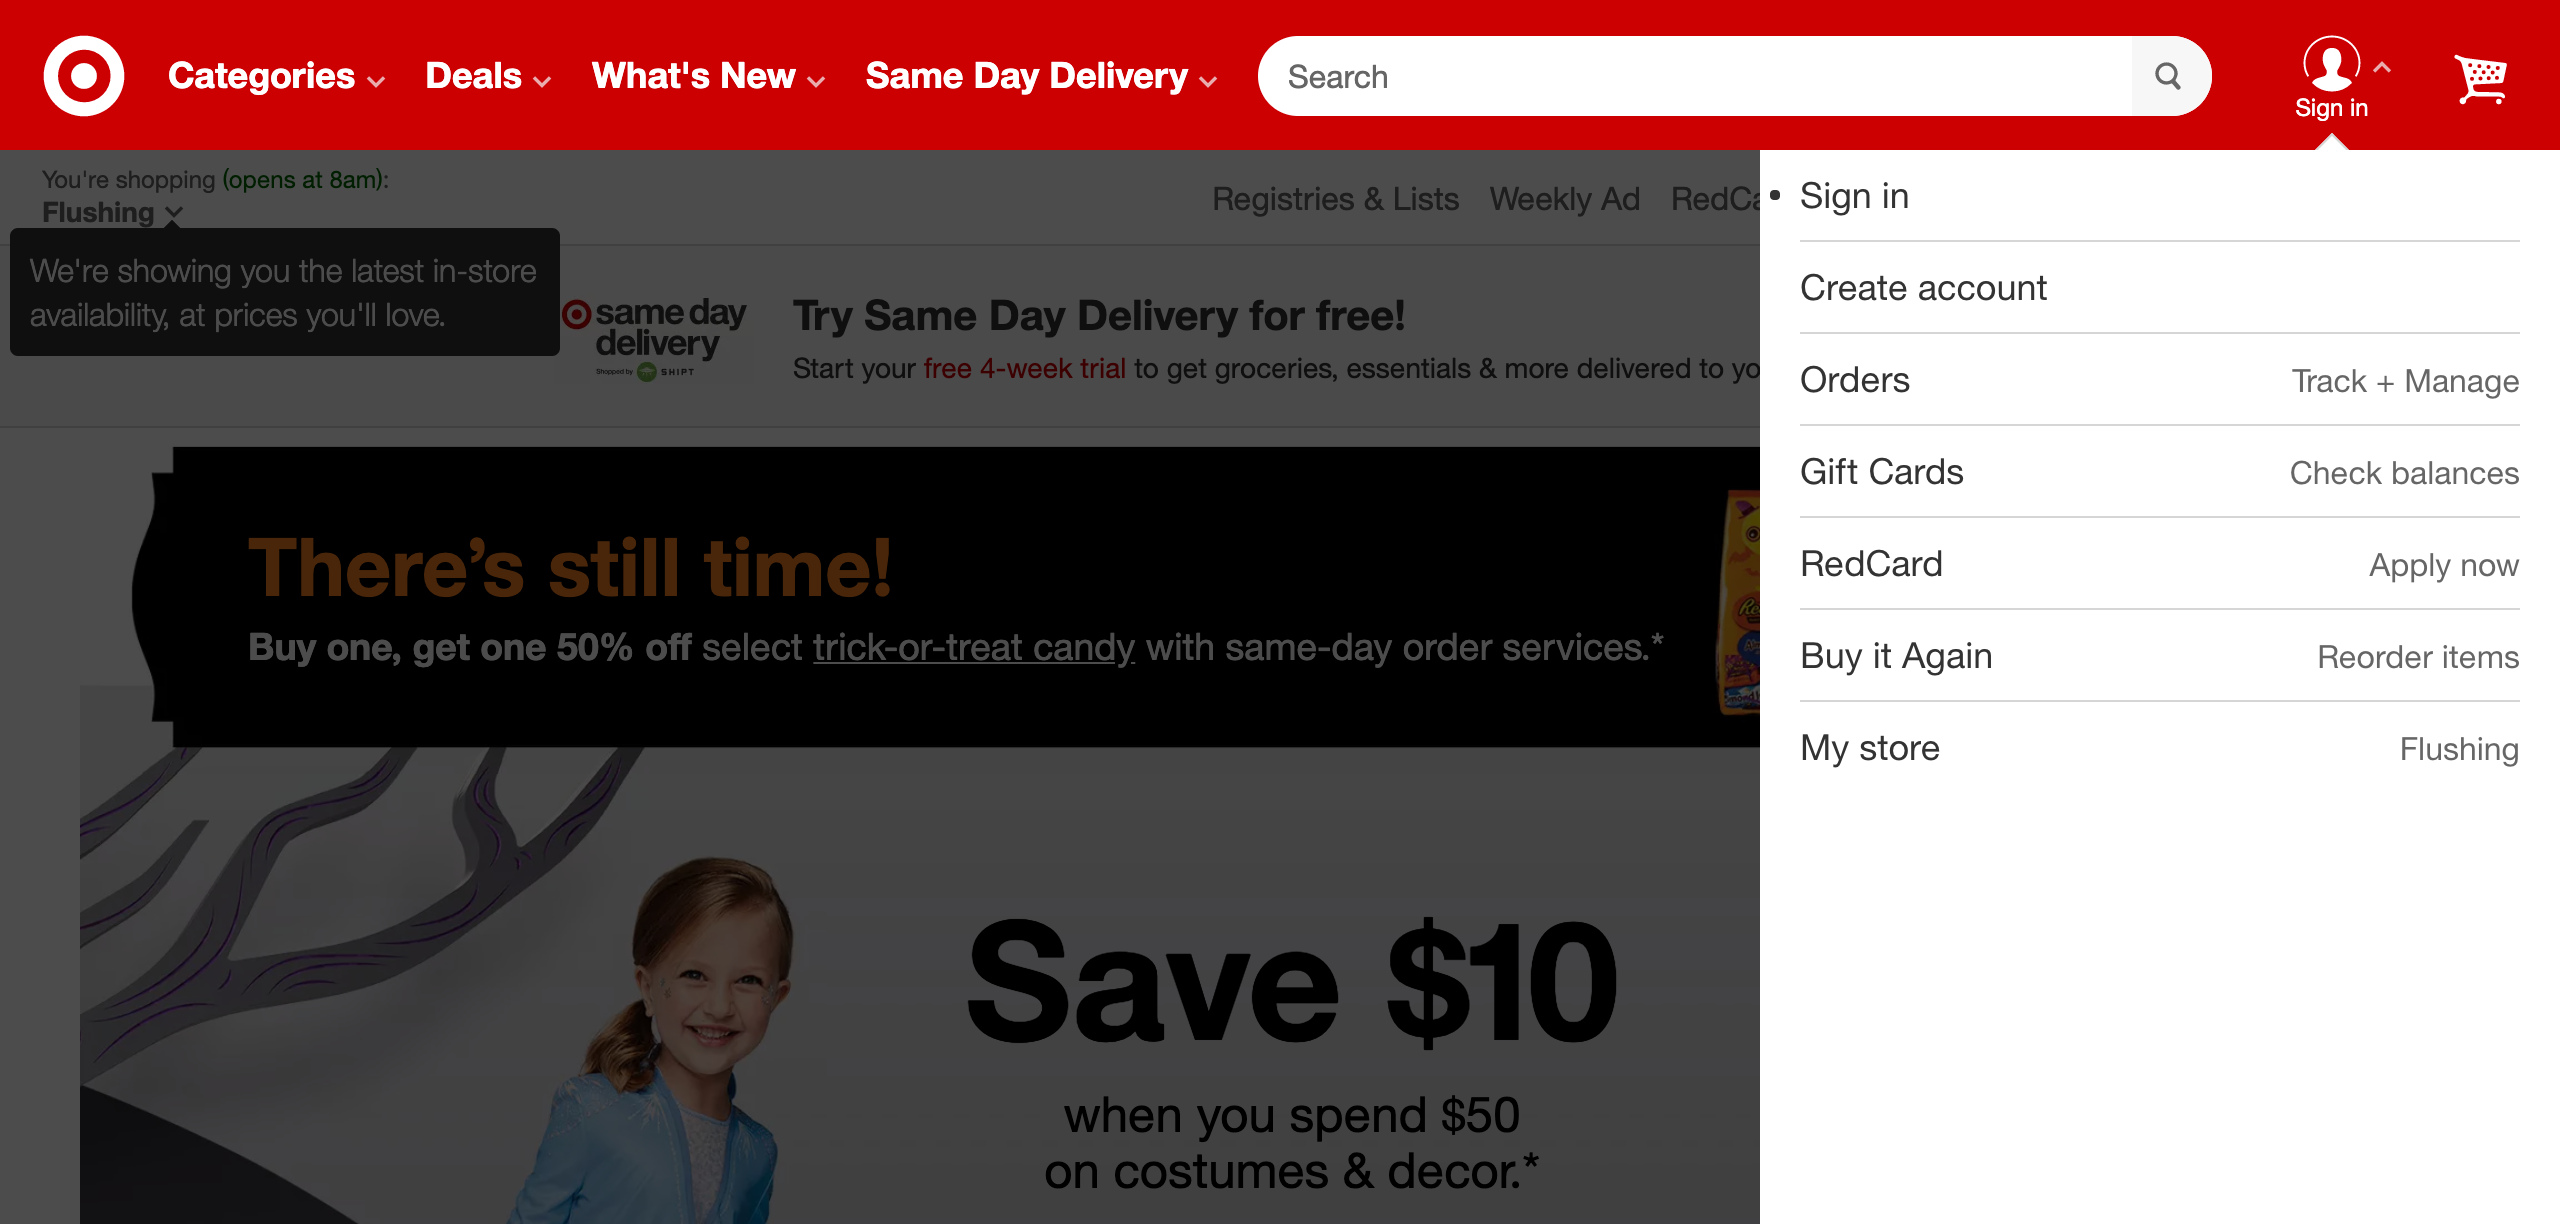 Categories
Deals
What's New
Same Day Delivery
Search
Sign in
You're shopping (opens at 8am):
Flushing
Registries & Lists
Weekly Ad
We're showing you the latest in-store
availability, at prices you'll love.
same day
delivery
Shopped by SHIPT
Try Same Day Delivery for free!
Start your free 4-week trial to get groceries, essentials & more delivered to yo
There's still time!
Buy one, get one 50% off select trick-or-treat candy with same-day order services.*
Save $10
when you spend $50
on costumes & decor.*
Sign in
Create account
Orders
Track + Manage
Gift Cards
Check balances
RedCard
Apply now
Buy it Again
Reorder items
My store
Flushing